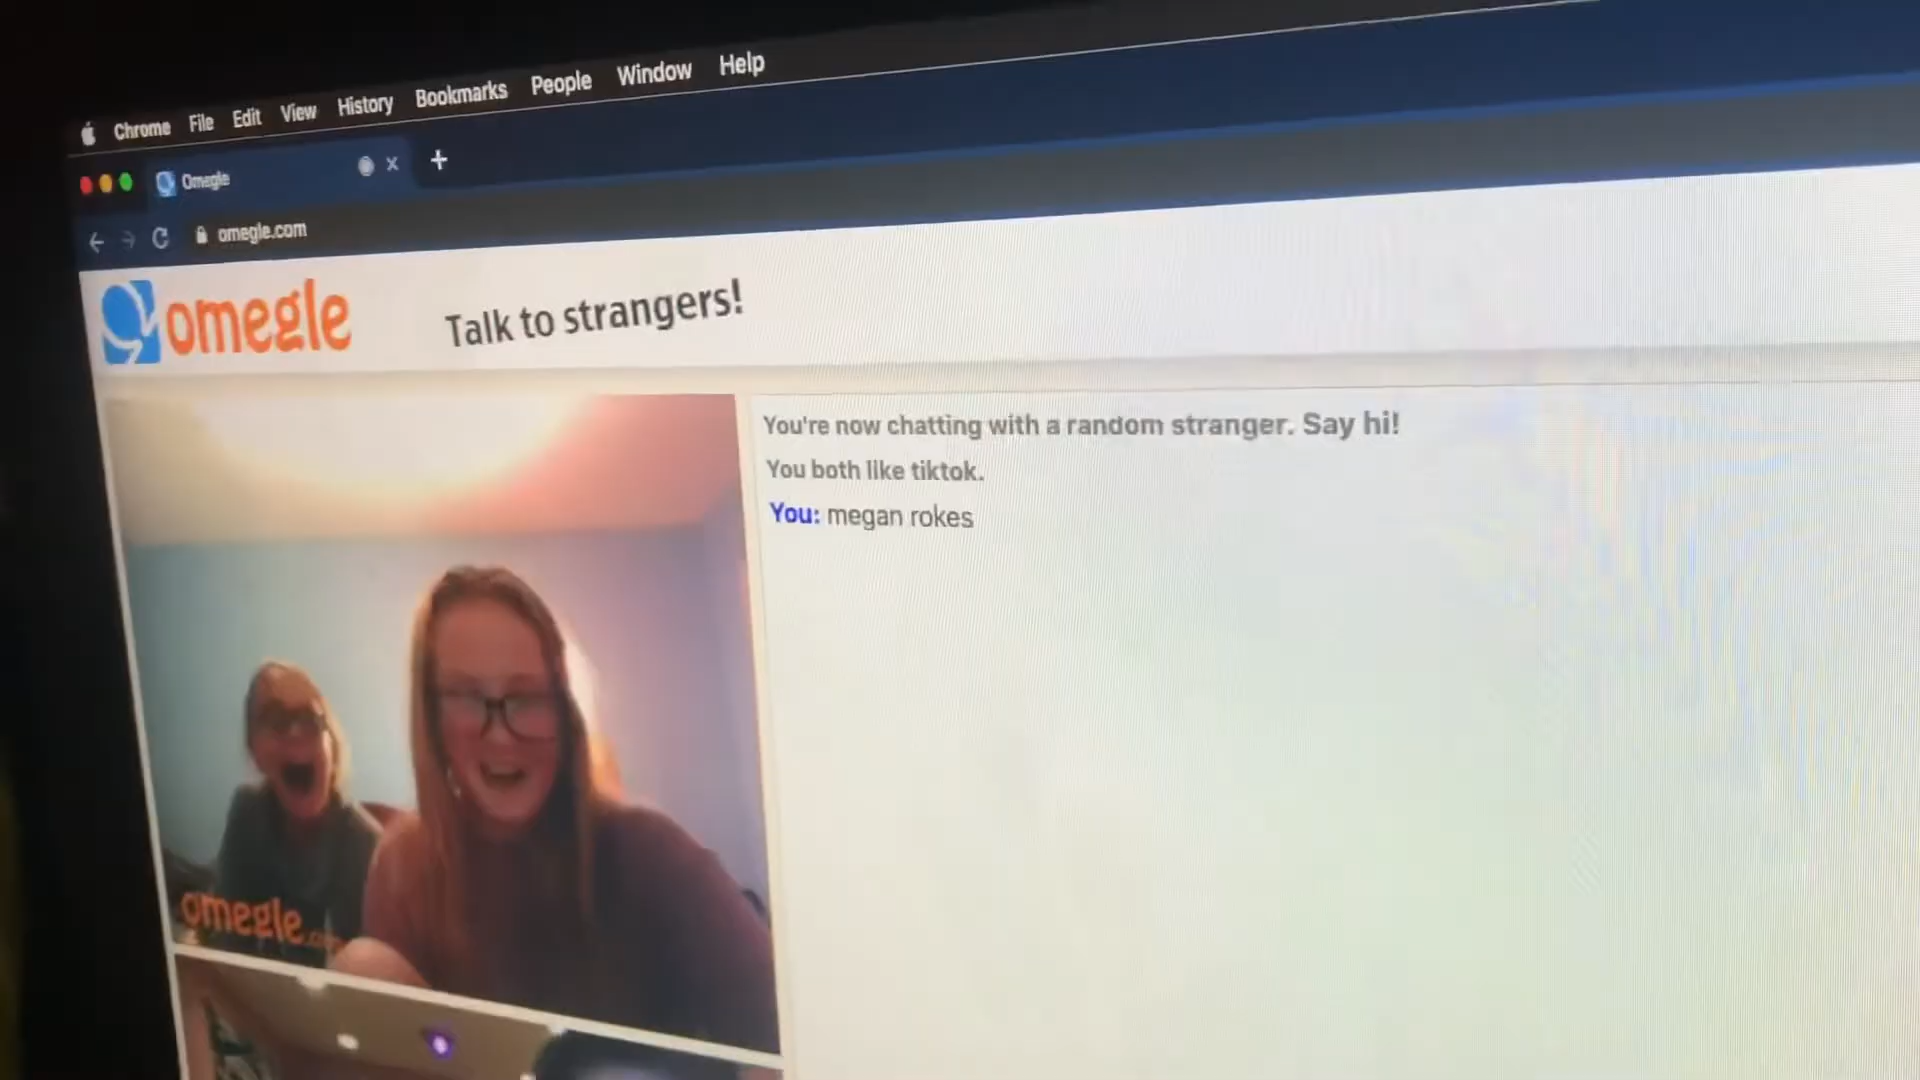 Chrome File Edit View History Bookmarks People Window Help
Omegle
omegle.com
omegle
Talk to strangers!
You're now chatting with a random stranger. Say hi!
You both like tiktok.
You: megan rokes
omegle.com